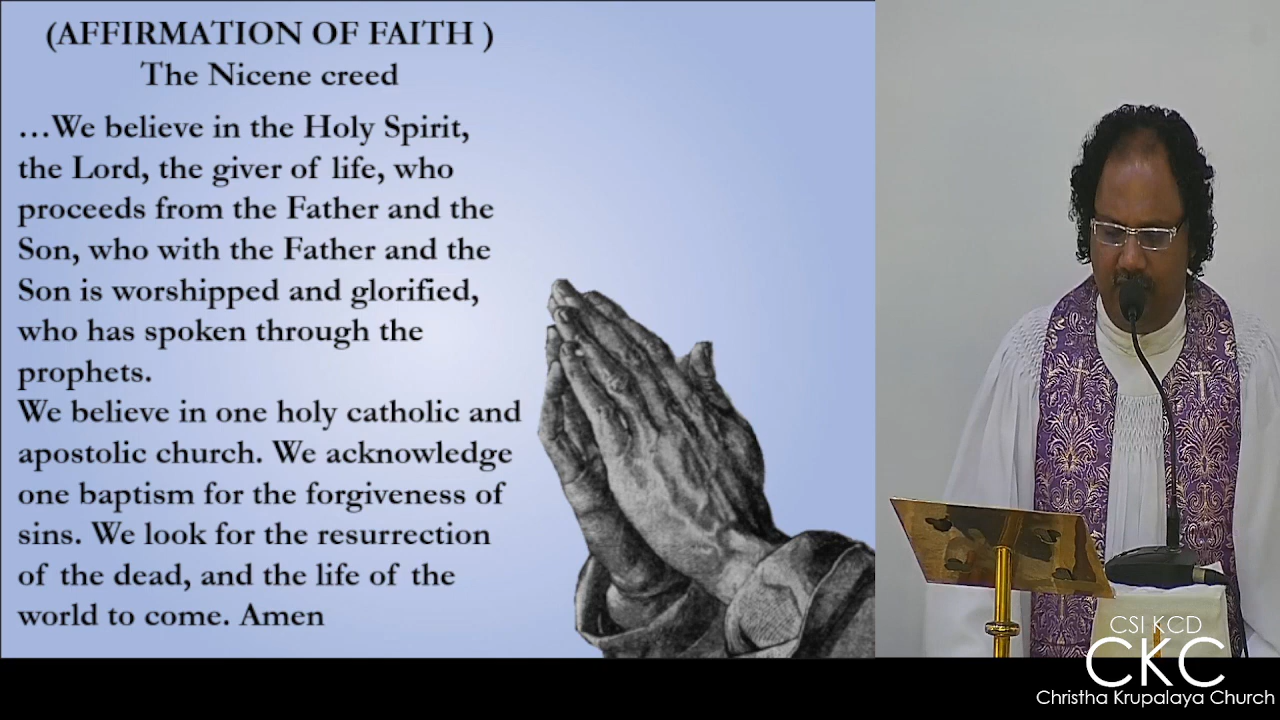 (AFFIRMATION OF FAITH )
The Nicene creed
...We believe in the Holy Spirit,
the Lord, the giver of life, who
proceeds from the Father and the
Son, who with the Father and the
Son is worshipped and glorified,
who has spoken through the
prophets.
We believe in one holy catholic and
apostolic church. We acknowledge
one baptism for the forgiveness of
sins. We look for the resurrection
of the dead, and the life of the
world to come. Amen
CSI KCD
CKC
Christha Krupalaya Church